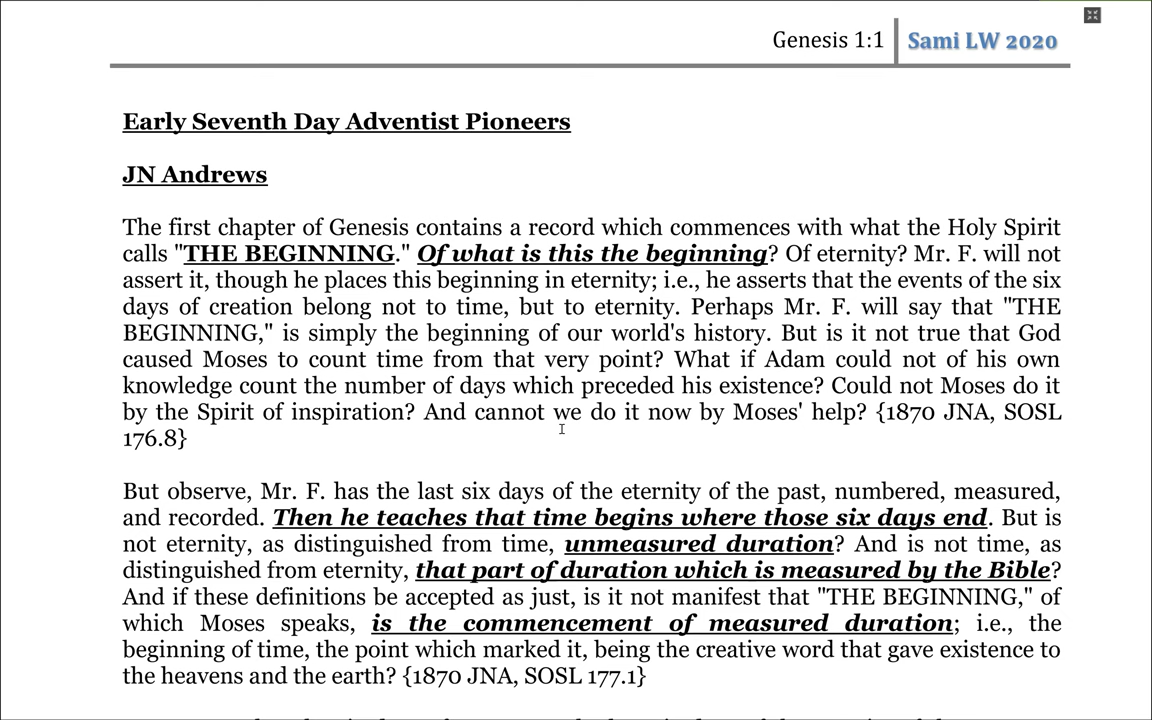 Genesis 1:1 Sami LW 2020
Early Seventh Day Adventist Pioneers
JN Andrews
The first chapter of Genesis contains a record which commences with what the Holy Spirit
calls "THE BEGINNING." Of what is this the beginning? Of eternity? Mr. F. will not
assert it, though he places this beginning in eternity; i.e., he asserts that the events of the six
days of creation belong not to time, but to eternity. Perhaps Mr. F. will say that "THE
BEGINNING," is simply the beginning of our world's history. But is it not true that God
caused Moses to count time from that very point? What if Adam could not of his own
knowledge count the number of days which preceded his existence? Could not Moses do it
by the Spirit of inspiration? And cannot we do it now by Moses' help? {1870 JNA, SOSL
176.8}
But observe, Mr. F. has the last six days of the eternity of the past, numbered, measured,
and recorded. Then he teaches that time begins where those six days end. But is
not eternity, as distinguished from time, unmeasured duration? And is not time, as
distinguished from eternity, that part of duration which is measured by the Bible?
And if these definitions be accepted as just, is it not manifest that "THE BEGINNING," of
which Moses speaks, is the commencement of measured duration; i.e., the
beginning of time, the point which marked it, being the creative word that gave existence to
the heavens and the earth? {1870 JNA, SOSL 177.1}